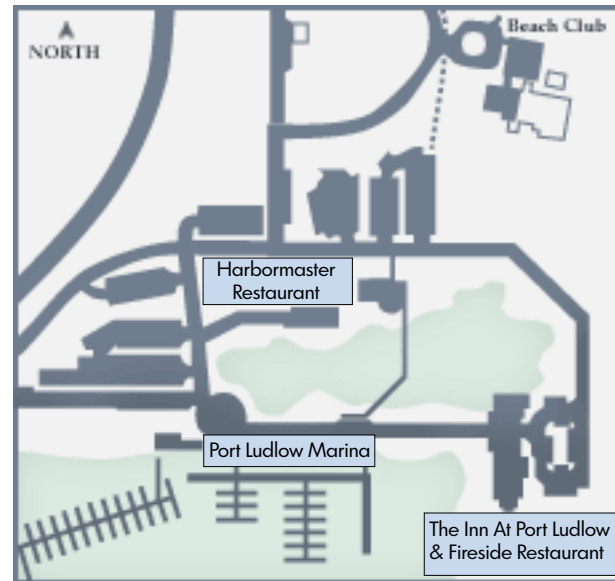 NORTH
Beach Club
Harbormaster
Restaurant
Port Ludlow Marina
The Inn At Port Ludlow
& Fireside Restaurant